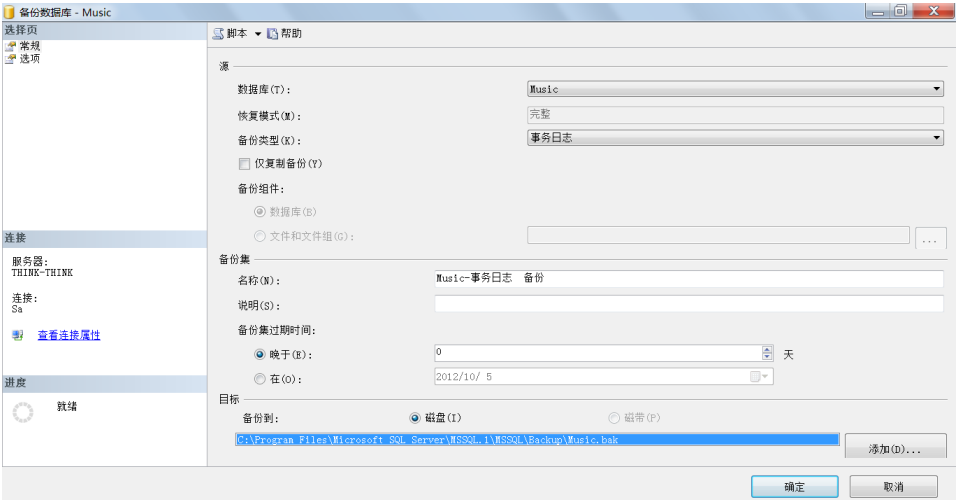 备份数据库 - Music
选择页
常规
选项
脚本 帮助
源
数据库(T): Music
恢复模式(M): 完整
备份类型(K): 事务日志
仅复制备份(Y)
备份组件:
数据库(B)
文件和文件组(G): ...
备份集
名称(N): Music-事务日志 备份
说明(S):
备份集过期时间:
晚于(E): 0 天
在(O): 2012/10/ 5
目标
备份到: 磁盘(I) 磁带(P)
C:\Program Files\Microsoft SQL Server\MSSQL.1\MSSQL\Backup\Music.bak
添加(D)...
连接
服务器:
THINK-THINK
连接:
Sa
查看连接属性
进度
就绪
确定 取消